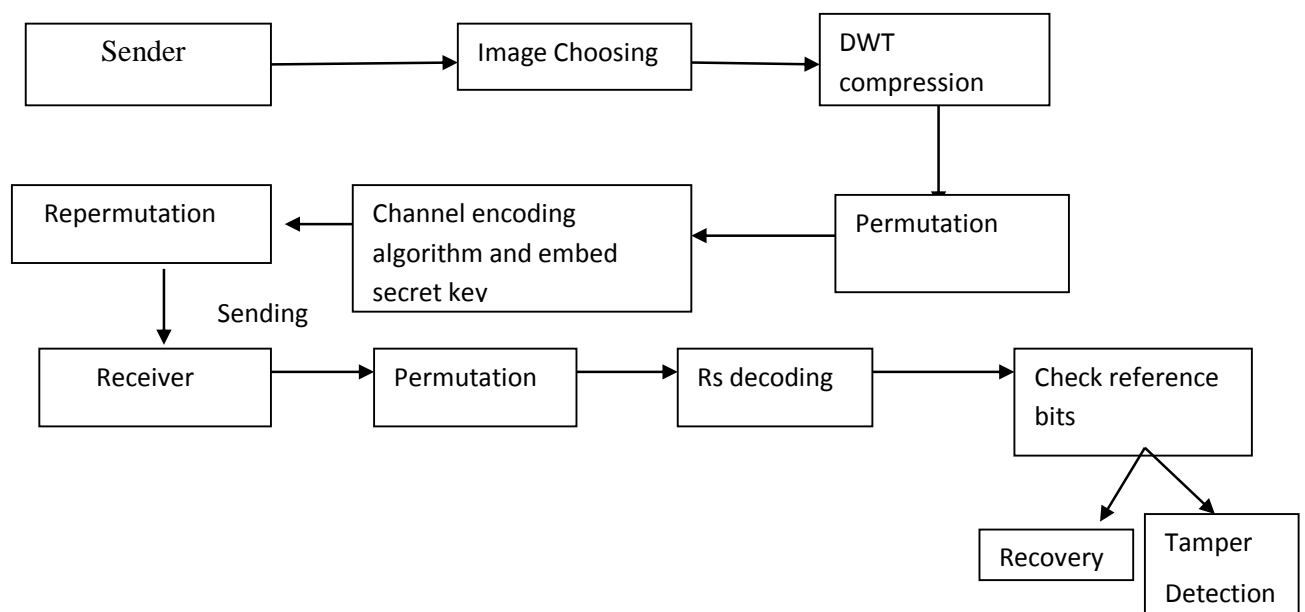 Sender
Image Choosing
DWT
compression
Repermutation
Channel encoding
algorithm and embed
secret key
Permutation
Sending
Receiver
Permutation
Rs decoding
Check reference
bits
Recovery
Tamper
Detection